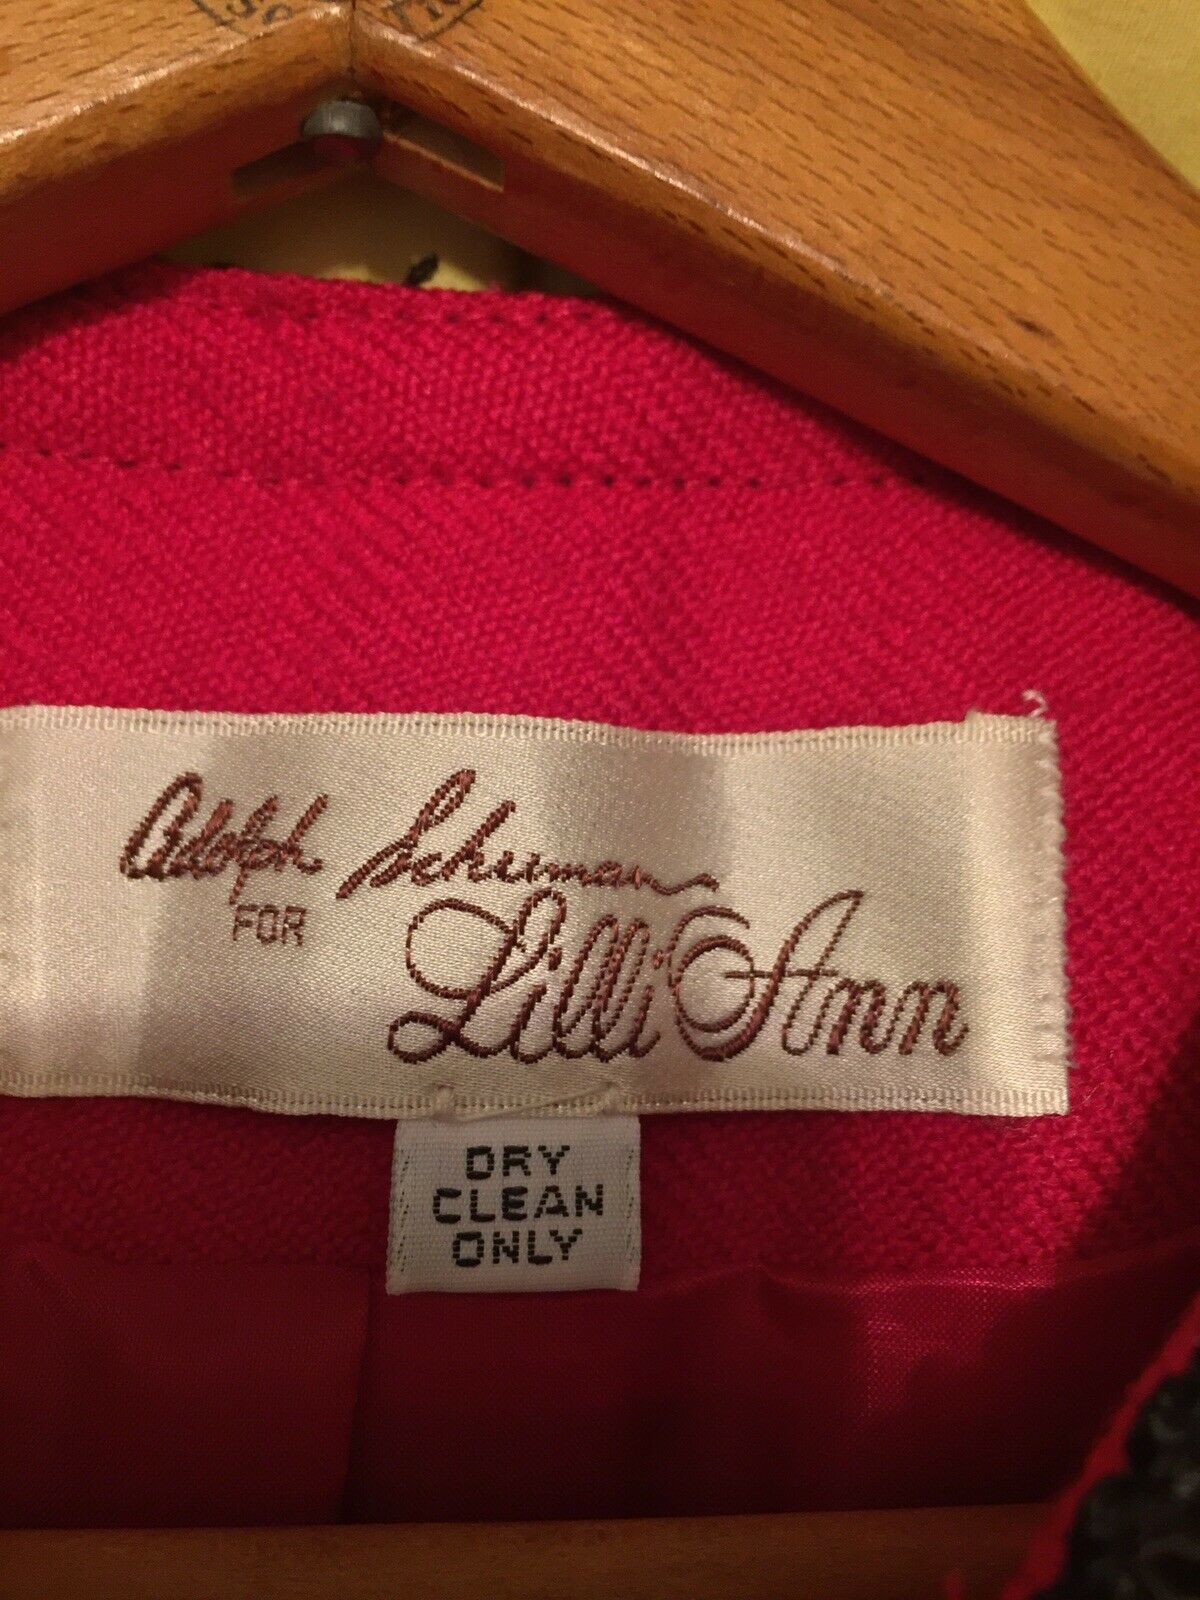 Adolph Schuman
FOR
Lilli Ann
DRY
CLEAN
ONLY